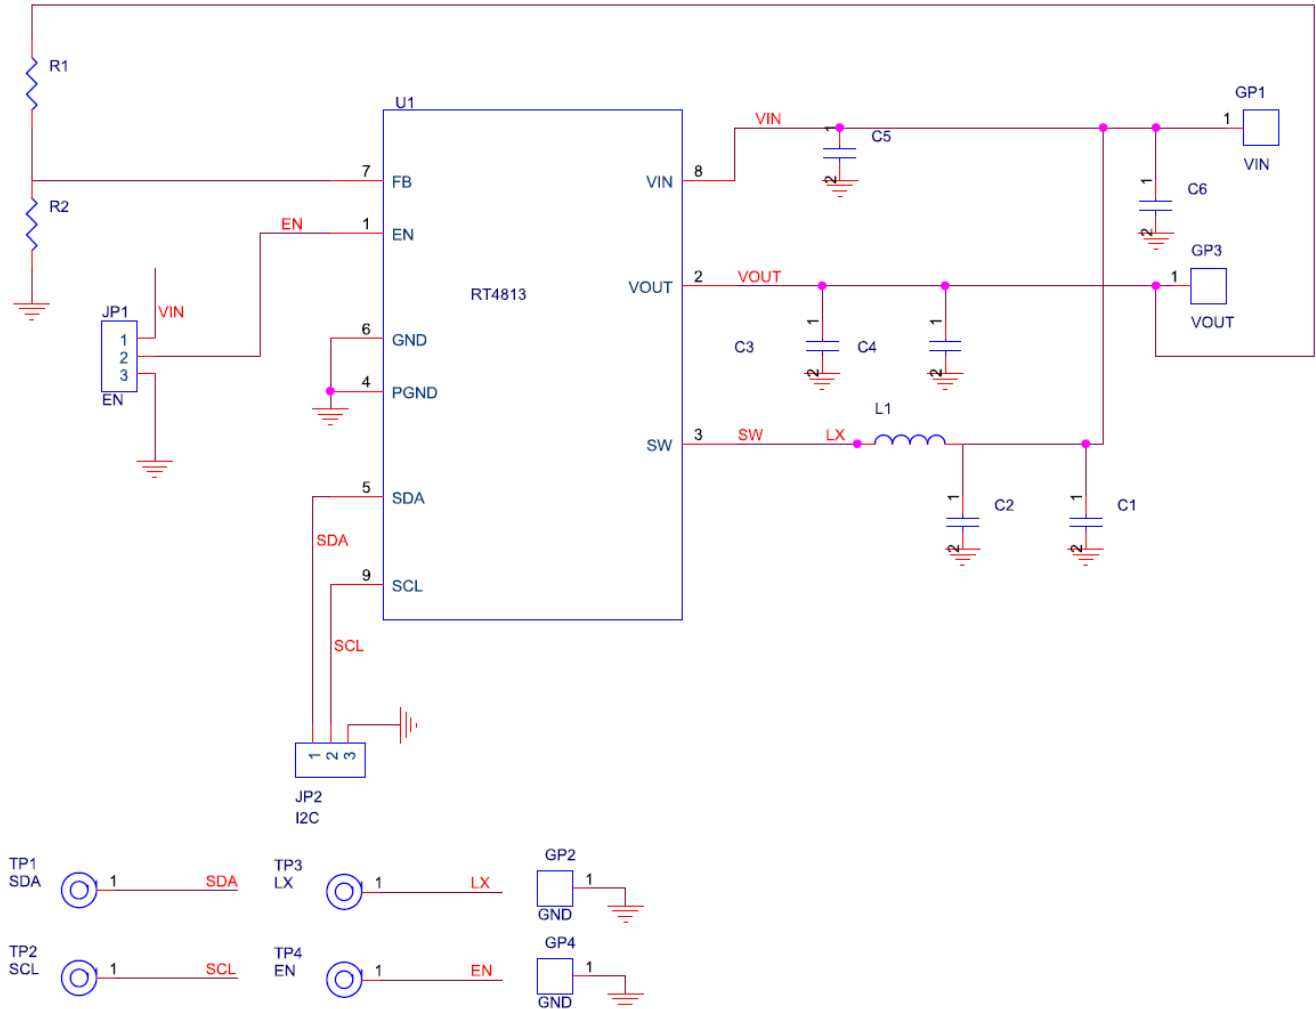 R1
GP1
U1
VIN
1
C5
1
7
VIN
FB
VIN
8
2
1
C6
R2
1
EN
EN
2
GP3
VOUT
2
VOUT
1
RT4813
JP1
VIN
VOUT
1
6
GND
1
1
2
C3
C4
3
4
PGND
2
2
EN
L1
SW
3
SW
LX
5
SDA
1
C2
1
C1
SDA
2
2
9
SCL
SCL
1
2
3
JP2
I2C
TP1
SDA
1
SDA
TP3
LX
1
LX
GP2
1
GND
TP2
SCL
1
SCL
TP4
EN
1
EN
GP4
1
GND